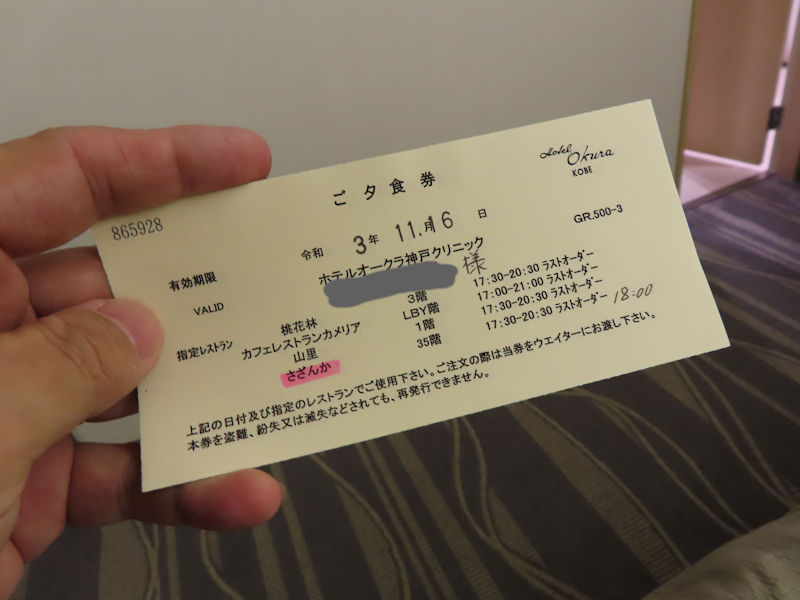 Hotel Okura
KOBE
ご夕食券
865928
GR.500-3
有効期限 令和 3年 11.月16 日
VALID
ホテルオークラ神戸クリニック
様
指定レストラン
桃花林 3階 17:30-20:30 ラストオーダー
カフェレストランカメリア LBY階 17:00-21:00 ラストオーダー
山里 1階 17:30-20:30 ラストオーダー
さざんか 35階 17:30-20:30 ラストオーダー 18:00
上記の日付及び指定のレストランでご使用下さい。ご注文の際は当券をウエイターにお渡し下さい。
本券を盗難、紛失又は滅失などされても、再発行できません。